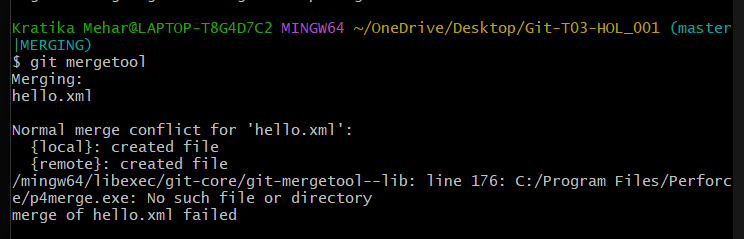 Kratika Mehar@LAPTOP-T8G4D7C2 MINGW64 ~/OneDrive/Desktop/Git-T03-HOL_001 (master
|MERGING)
$ git mergetool
Merging:
hello.xml

Normal merge conflict for 'hello.xml':
  {local}: created file
  {remote}: created file
/mingw64/libexec/git-core/git-mergetool--lib: line 176: C:/Program Files/Perforc
e/p4merge.exe: No such file or directory
merge of hello.xml failed